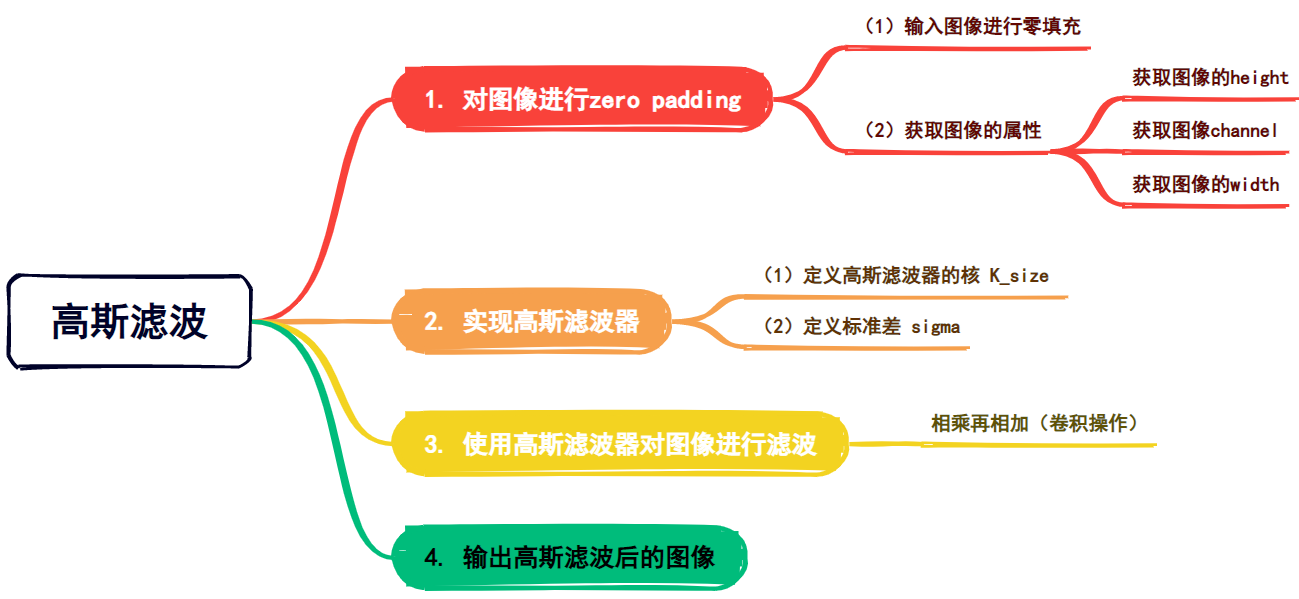 高斯滤波
1. 对图像进行zero padding
（1）输入图像进行零填充
（2）获取图像的属性
获取图像的height
获取图像channel
获取图像的width
2. 实现高斯滤波器
（1）定义高斯滤波器的核 K_size
（2）定义标准差 sigma
3. 使用高斯滤波器对图像进行滤波
相乘再相加（卷积操作）
4. 输出高斯滤波后的图像